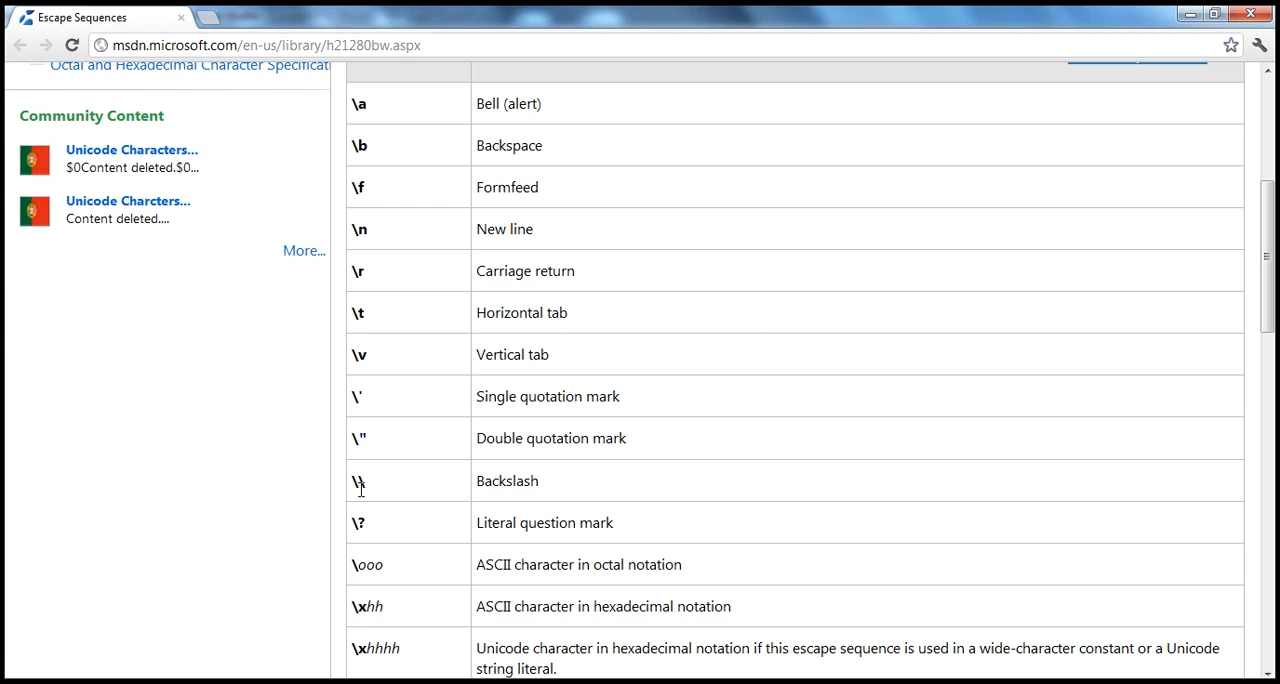 Escape Sequences
msdn.microsoft.com/en-us/library/h21280bw.aspx
Octal and Hexadecimal Character Specificat
Community Content
Unicode Characters...
$0Content deleted.$0...
Unicode Charcters...
Content deleted....
More...
\a Bell (alert)
\b Backspace
\f Formfeed
\n New line
\r Carriage return
\t Horizontal tab
\v Vertical tab
\' Single quotation mark
\" Double quotation mark
\\ Backslash
\? Literal question mark
\ooo ASCII character in octal notation
\xhh ASCII character in hexadecimal notation
\xhhhh Unicode character in hexadecimal notation if this escape sequence is used in a wide-character constant or a Unicode
string literal.